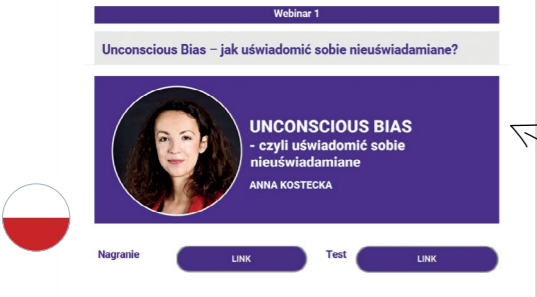 Webinar 1
Unconscious Bias – jak uświadomić sobie nieuświadamiane?
UNCONSCIOUS BIAS
- czyli uświadomić sobie
nieuświadamiane
ANNA KOSTECKA
Nagranie LINK Test LINK